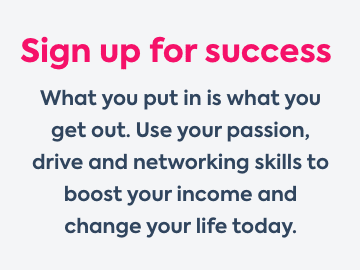 Sign up for success
What you put in is what you
get out. Use your passion,
drive and networking skills to
boost your income and
change your life today.